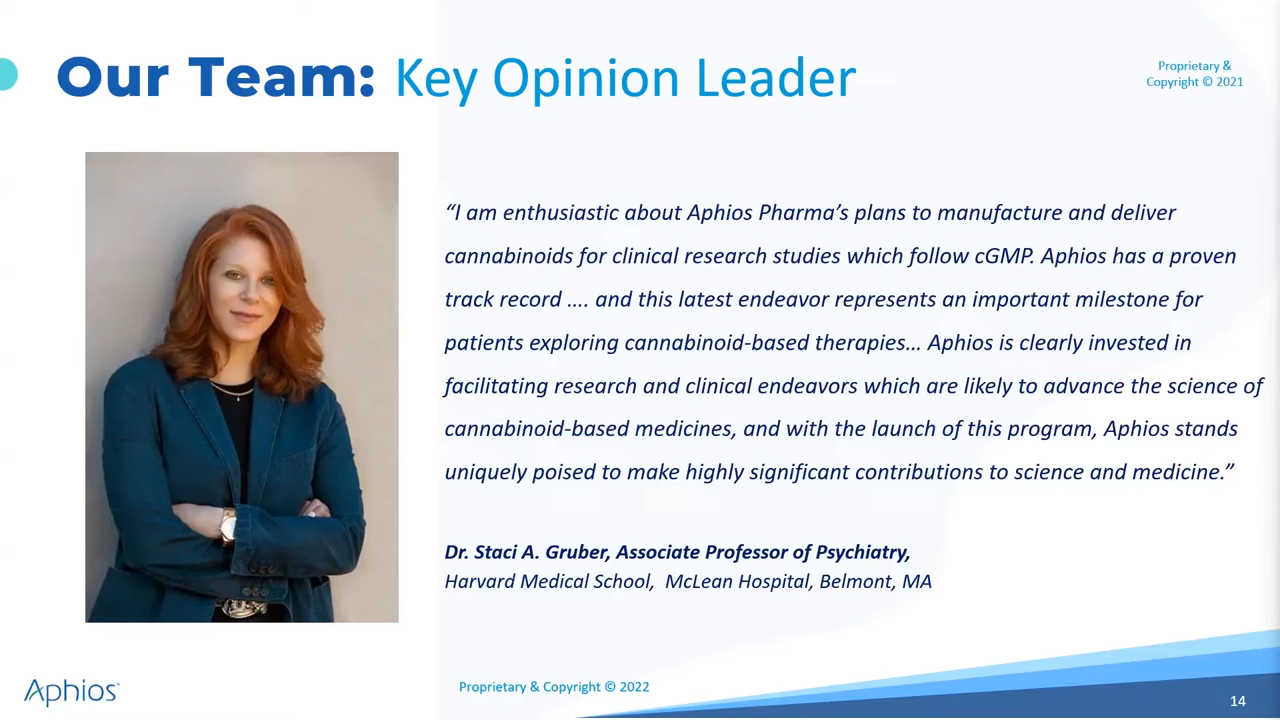 Our Team: Key Opinion Leader
Proprietary &
Copyright © 2021
“I am enthusiastic about Aphios Pharma’s plans to manufacture and deliver
cannabinoids for clinical research studies which follow cGMP. Aphios has a proven
track record …. and this latest endeavor represents an important milestone for
patients exploring cannabinoid-based therapies… Aphios is clearly invested in
facilitating research and clinical endeavors which are likely to advance the science of
cannabinoid-based medicines, and with the launch of this program, Aphios stands
uniquely poised to make highly significant contributions to science and medicine.”
Dr. Staci A. Gruber, Associate Professor of Psychiatry,
Harvard Medical School, McLean Hospital, Belmont, MA
Aphios
Proprietary & Copyright © 2022
14